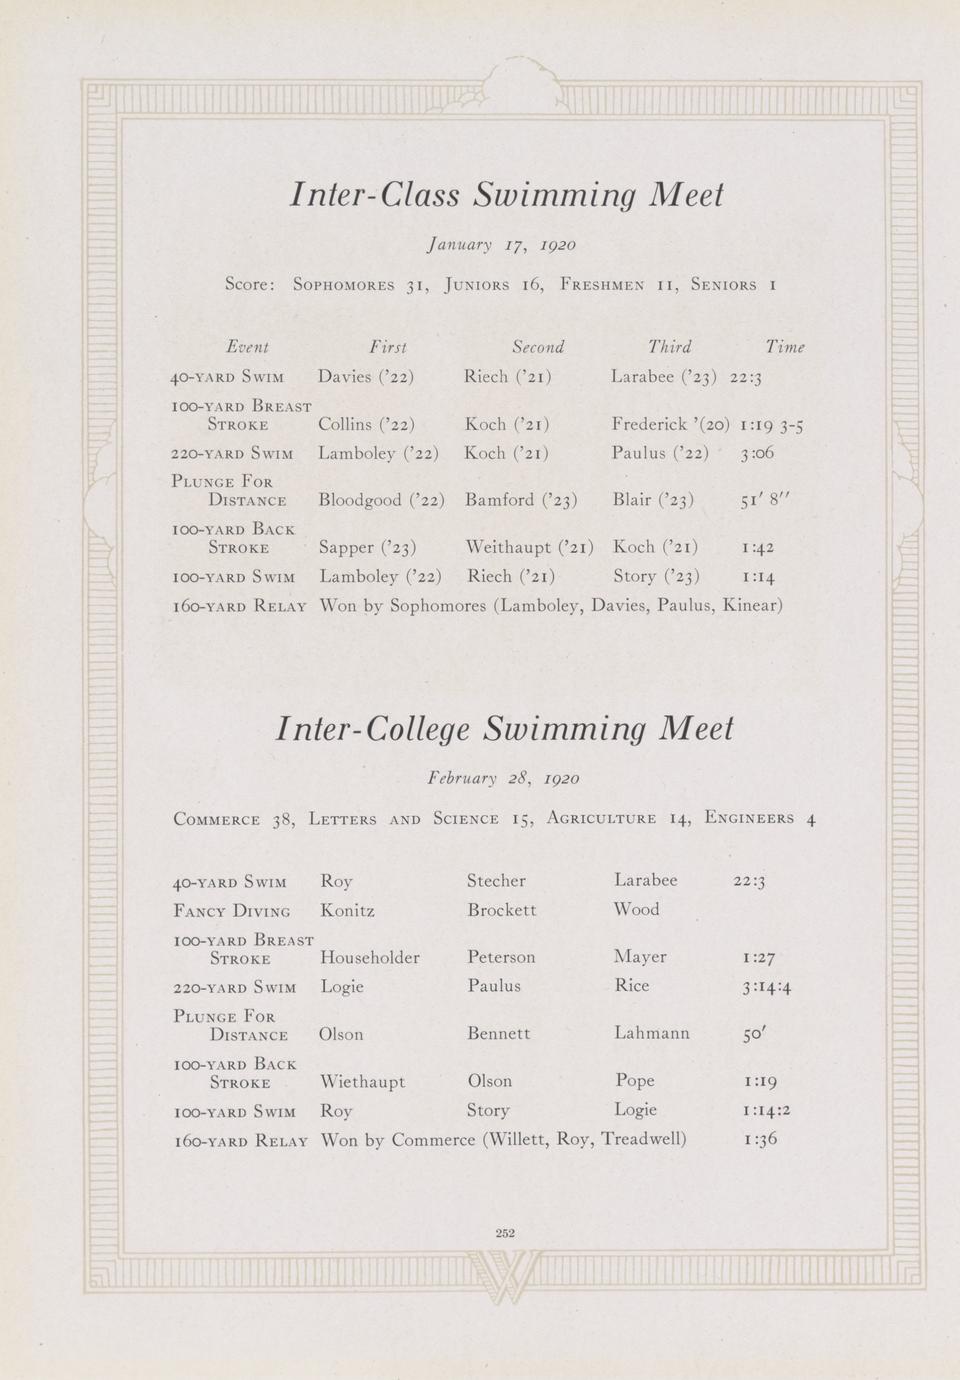 Inter-Class Swimming Meet
January 17, 1920
Score: Sophomores 31, Juniors 16, Freshmen 11, Seniors 1
Event First Second Third Time
40-yard Swim Davies ('22) Riech ('21) Larabee ('23) 22:3
100-yard Breast
Stroke Collins ('22) Koch ('21) Frederick '(20) 1:19 3-5
220-yard Swim Lamboley ('22) Koch ('21) Paulus ('22) 3:06
Plunge For
Distance Bloodgood ('22) Bamford ('23) Blair ('23) 51' 8"
100-yard Back
Stroke Sapper ('23) Weithaupt ('21) Koch ('21) 1:42
100-yard Swim Lamboley ('22) Riech ('21) Story ('23) 1:14
160-yard Relay Won by Sophomores (Lamboley, Davies, Paulus, Kinear)
Inter-College Swimming Meet
February 28, 1920
Commerce 38, Letters and Science 15, Agriculture 14, Engineers 4
40-yard Swim Roy Stecher Larabee 22:3
Fancy Diving Konitz Brockett Wood
100-yard Breast
Stroke Householder Peterson Mayer 1:27
220-yard Swim Logie Paulus Rice 3:14:4
Plunge For
Distance Olson Bennett Lahmann 50'
100-yard Back
Stroke Wiethaupt Olson Pope 1:19
100-yard Swim Roy Story Logie 1:14:2
160-yard Relay Won by Commerce (Willett, Roy, Treadwell) 1:36
252
W